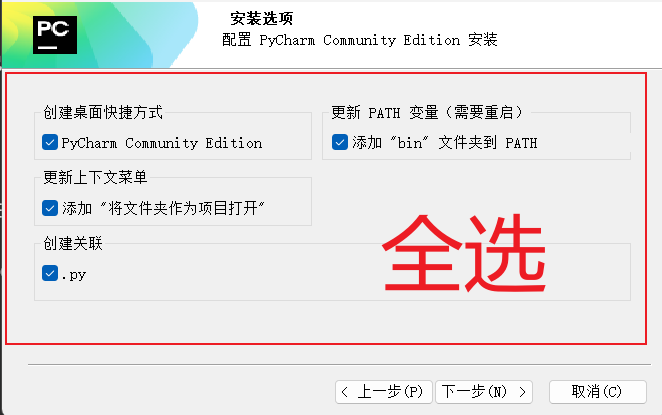 PC
安装选项
配置 PyCharm Community Edition 安装
创建桌面快捷方式
PyCharm Community Edition
更新 PATH 变量(需要重启)
添加 "bin" 文件夹到 PATH
更新上下文菜单
添加 "将文件夹作为项目打开"
创建关联
.py
全选
< 上一步(P)
下一步(N) >
取消(C)